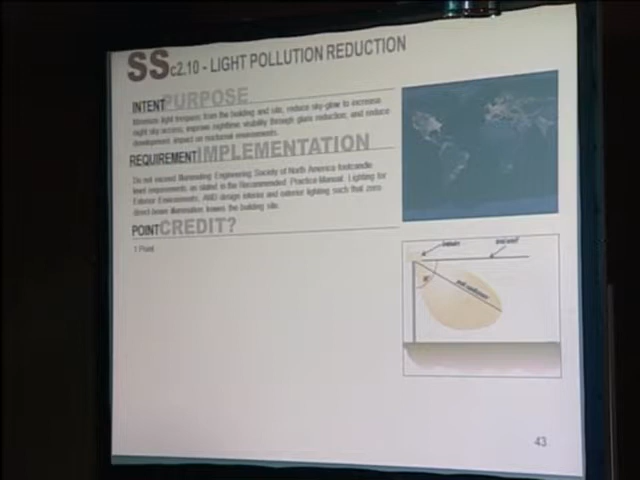 SSc2.10 - LIGHT POLLUTION REDUCTION
INTENT PURPOSE
Minimize light trespass from the building and site, reduce sky-glow to increase
night sky access, improve nighttime visibility through glare reduction, and reduce
development impact on nocturnal environments.
REQUIREMENT IMPLEMENTATION
Do not exceed Illuminating Engineering Society of North America footcandle
level requirements as stated in the Recommended Practice Manual: Lighting for
Exterior Environments, AND design interior and exterior lighting such that zero
direct-beam illumination leaves the building site.
POINT CREDIT?
1 Point
43